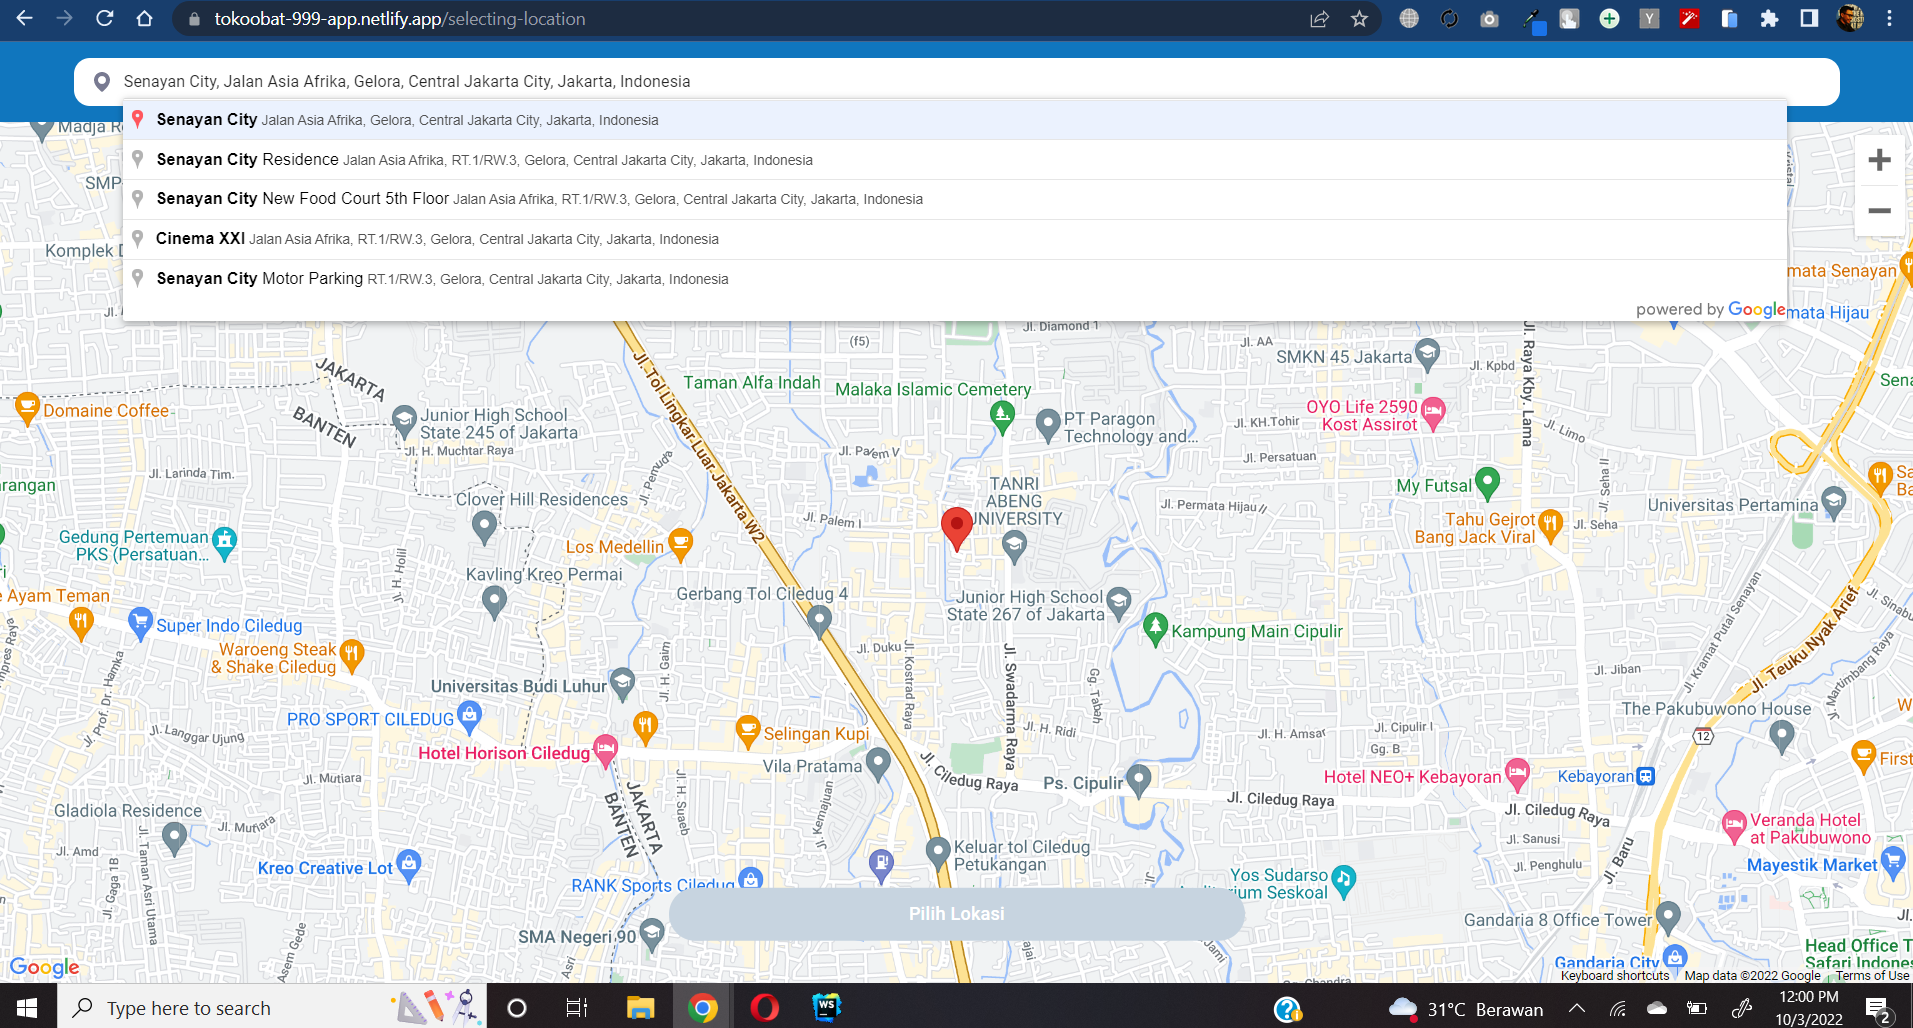 tokoobat-999-app.netlify.app/selecting-location
Senayan City, Jalan Asia Afrika, Gelora, Central Jakarta City, Jakarta, Indonesia
Senayan City Jalan Asia Afrika, Gelora, Central Jakarta City, Jakarta, Indonesia
Senayan City Residence Jalan Asia Afrika, RT.1/RW.3, Gelora, Central Jakarta City, Jakarta, Indonesia
Senayan City New Food Court 5th Floor Jalan Asia Afrika, RT.1/RW.3, Gelora, Central Jakarta City, Jakarta, Indonesia
Cinema XXI Jalan Asia Afrika, RT.1/RW.3, Gelora, Central Jakarta City, Jakarta, Indonesia
Senayan City Motor Parking RT.1/RW.3, Gelora, Central Jakarta City, Jakarta, Indonesia
powered by Google
Madja R
SMP
Komplek D
mata Senayan
mata Hijau
Jl. Diamond 1
(f5)
Jl. AA
SMKN 45 Jakarta
Jl. Kpbd
Jl. Raya Kby. Lama
JAKARTA
BANTEN
Jl. Tol Lingkar Luar Jakarta W2
Taman Alfa Indah
Malaka Islamic Cemetery
Sena
Domaine Coffee
Junior High School
State 245 of Jakarta
PT Paragon
Technology and...
OYO Life 2590
Kost Assirot
Jl. KH.Tohir
Jl. Limo
Jl. H. Muchtar Raya
Jl. Persatuan
Jl. Larinda Tim.
Jl. Pemuda
arangan
Clover Hill Residences
TANRI
ABENG
UNIVERSITY
My Futsal
Jl. Seha II
Sa
Ba
Universitas Pertamina
Jl. Palem I
Jl. Permata Hijau
Jl. Seha
Tahu Gejrot
Bang Jack Viral
Gedung Pertemuan
PKS (Persatuan...
Los Medellin
Kavling Kreo Permai
Jl. H. Holil
Ayam Teman
Gerbang Tol Ciledug 4
Junior High School
State 267 of Jakarta
Super Indo Ciledug
Kampung Main Cipulir
Waroeng Steak
& Shake Ciledug
Jl. Duku
Jl. Kostrad Raya
Jl. Swadarma Raya
Gg. Tabah
Jl. H. Gaim
Jl. Jiban
Jl. Kramat Putal Senayan
Jl. Teuku Nyak Arief
Jl. Sinabu
Jl. Martimbang Raya
Universitas Budi Luhur
Jl. Prof. Dr. Hamka
The Pakubuwono House
W
PRO SPORT CILEDUG
Jl. Langgar Ujung
Selingan Kupi
Jl. H. Ridi
Jl. Cipulir I
Jl. H. Amsar
Gg. B
12
Hotel Horison Ciledug
Vila Pratama
Jl. Ciledug Raya
Ps. Cipulir
Hotel NEO+ Kebayoran
Kebayoran
First
Jl. Mutiara
Jl. H. Suaeb
JAKARTA
BANTEN
Jl. Kemajuan
Jl. Ciledug Raya
Jl. Ciledug Raya
Gladiola Residence
Jl. Mutiara
Veranda Hotel
at Pakubuwono
Jl. Sanusi
Jl. Baru
Jl. Amd
Jl. Gaga 1B
Jl. Taman Asri Utama
Keluar tol Ciledug
Petukangan
Jl. Penghulu
Mayestik Market
Kreo Creative Lot
RANK Sports Ciledug
Yos Sudarso
Seskoal
Pilih Lokasi
Gandaria 8 Office Tower
Jl.
SMA Negeri 90
Asem Gede
Asri
Head Office T
Safari Indones
Gandaria City
Google
Keyboard shortcuts
Map data ©2022 Google
Terms of Use
Type here to search
WS
31°C Berawan
12:00 PM
10/3/2022
2